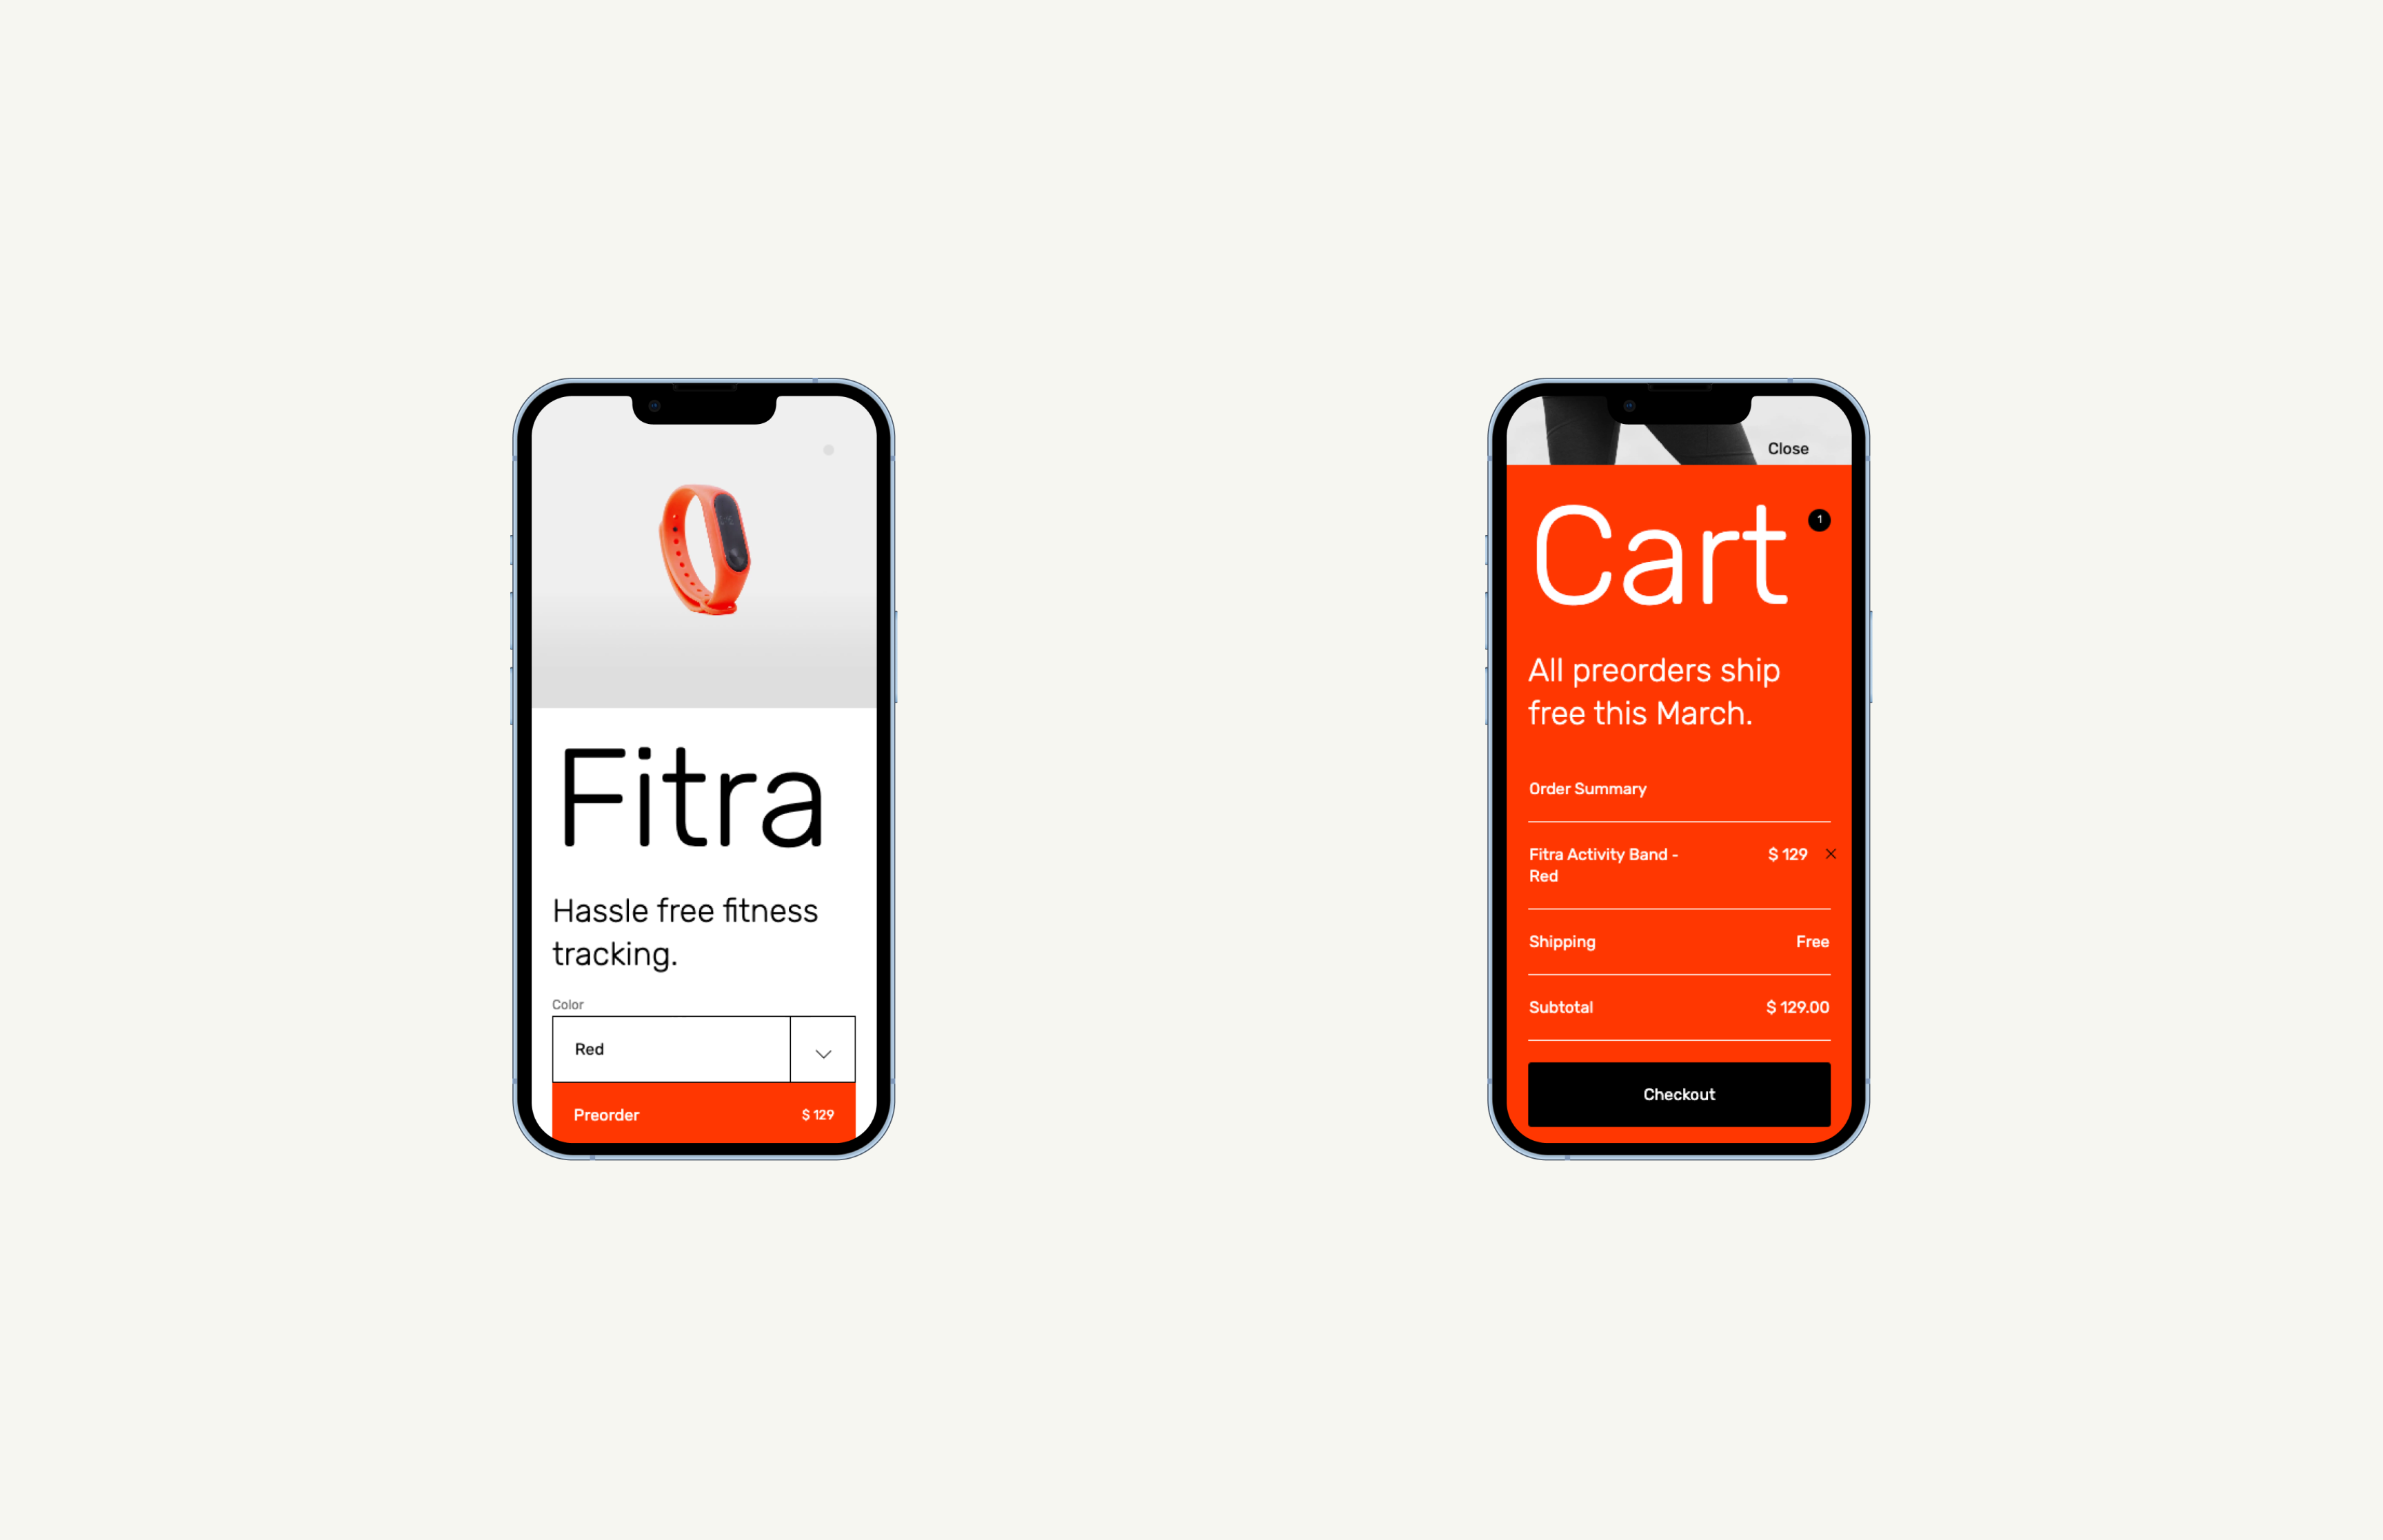 Fitra
Hassle free fitness
tracking.
Color
Red
Preorder $ 129
Close
Cart 1
All preorders ship
free this March.
Order Summary
Fitra Activity Band - $ 129
Red
Shipping Free
Subtotal $ 129.00
Checkout